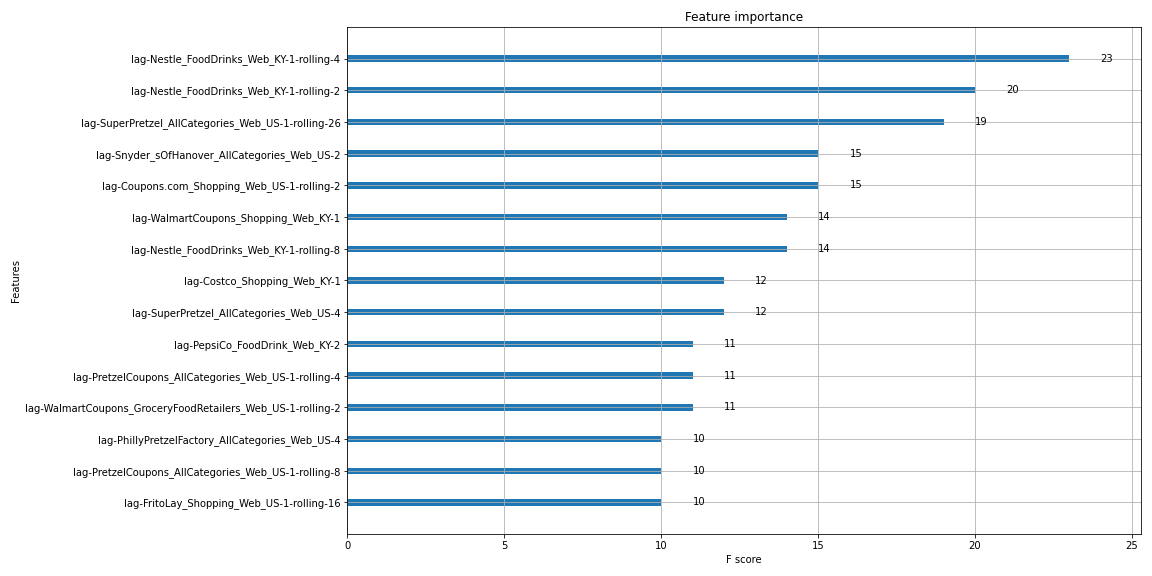 Feature importance
lag-Nestle_FoodDrinks_Web_KY-1-rolling-4 23
lag-Nestle_FoodDrinks_Web_KY-1-rolling-2 20
lag-SuperPretzel_AllCategories_Web_US-1-rolling-26 19
lag-Snyder_sOfHanover_AllCategories_Web_US-2 15
lag-Coupons.com_Shopping_Web_US-1-rolling-2 15
lag-WalmartCoupons_Shopping_Web_KY-1 14
lag-Nestle_FoodDrinks_Web_KY-1-rolling-8 14
lag-Costco_Shopping_Web_KY-1 12
lag-SuperPretzel_AllCategories_Web_US-4 12
lag-PepsiCo_FoodDrink_Web_KY-2 11
lag-PretzelCoupons_AllCategories_Web_US-1-rolling-4 11
lag-WalmartCoupons_GroceryFoodRetailers_Web_US-1-rolling-2 11
lag-PhillyPretzelFactory_AllCategories_Web_US-4 10
lag-PretzelCoupons_AllCategories_Web_US-1-rolling-8 10
lag-FritoLay_Shopping_Web_US-1-rolling-16 10
Features
0 5 10 15 20 25
F score